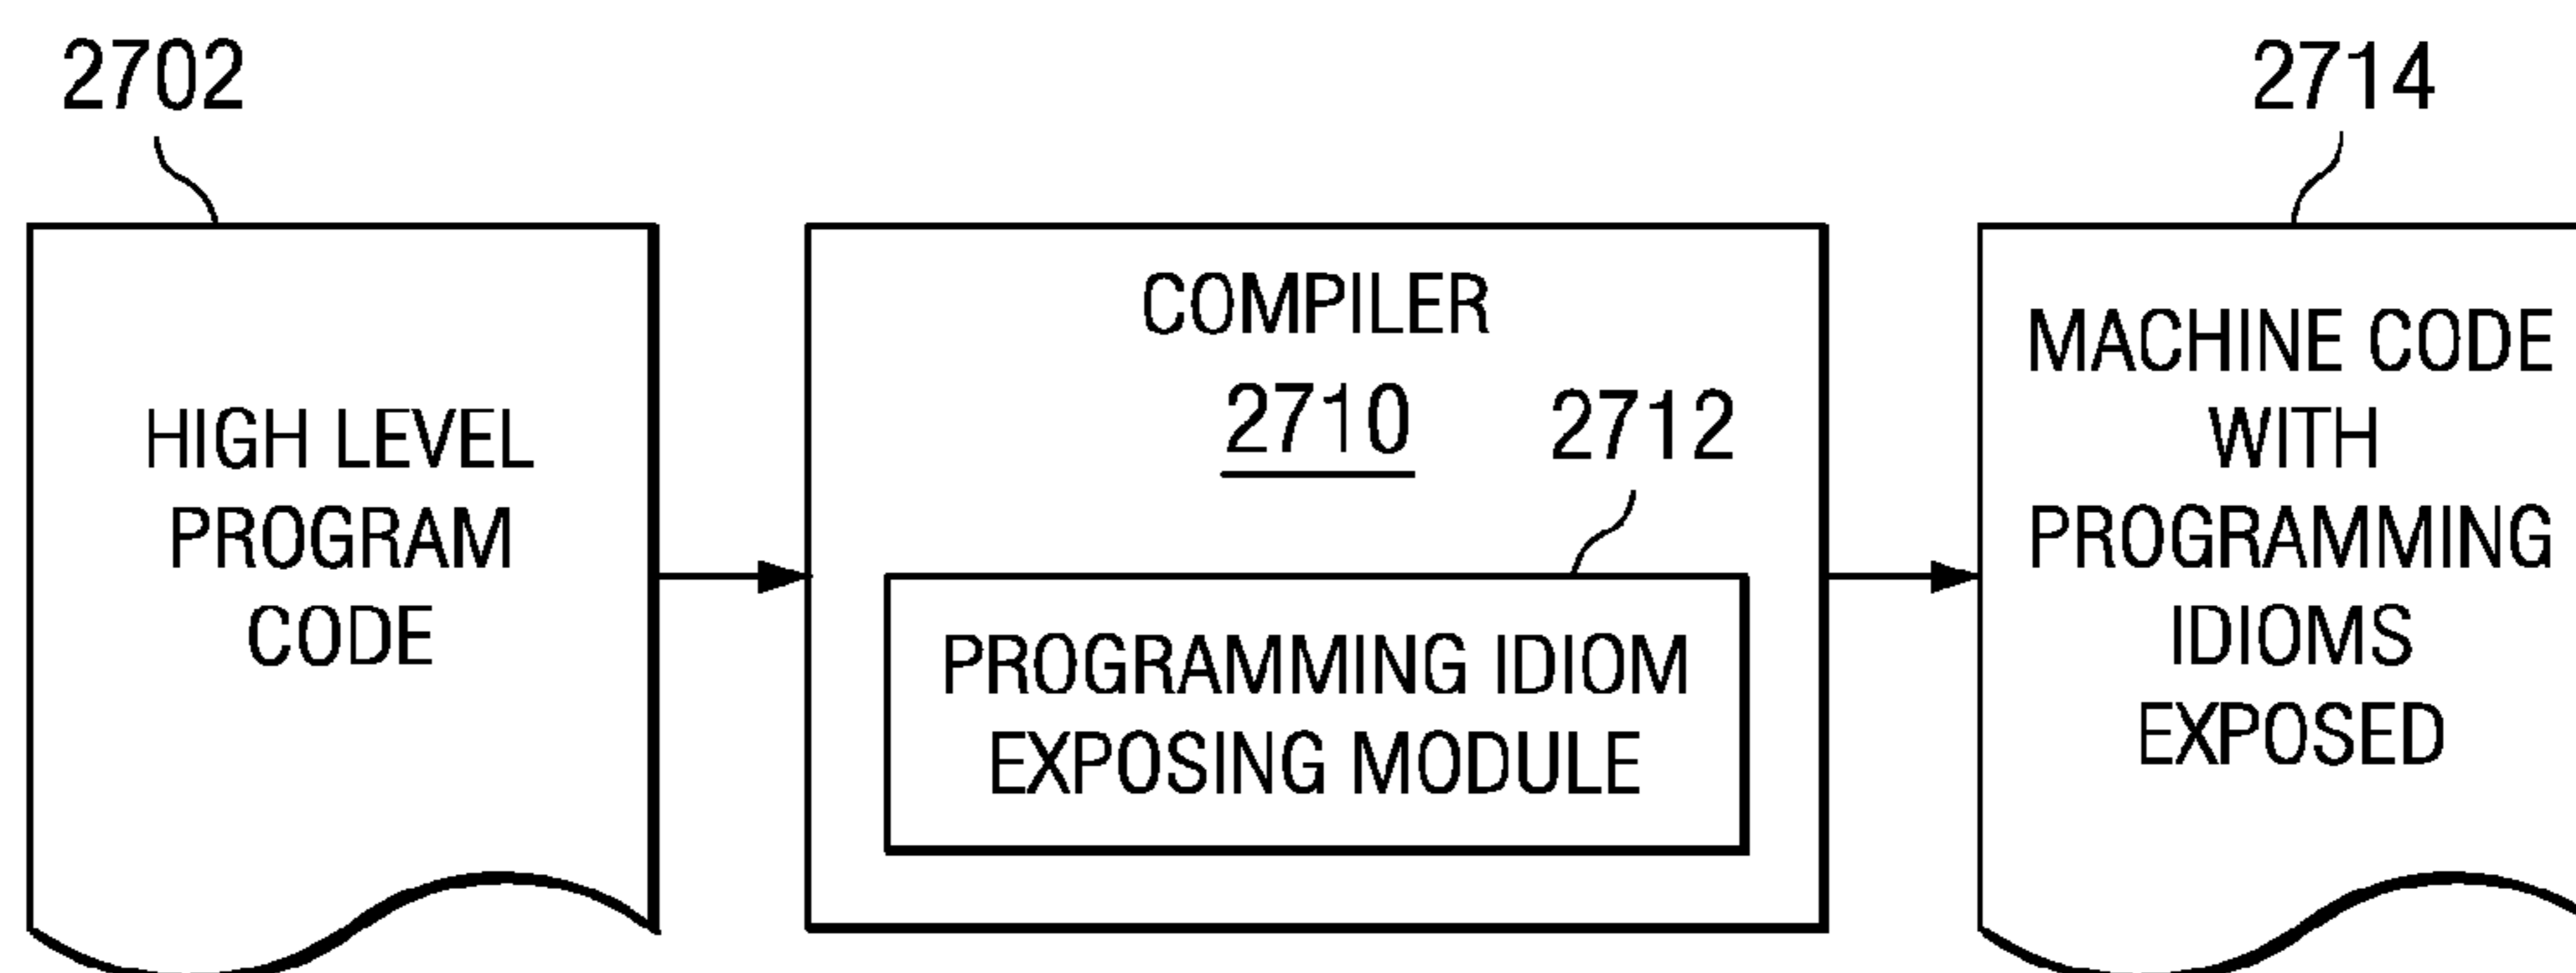 2702
2714
HIGH LEVEL
PROGRAM
CODE
COMPILER
2710
2712
PROGRAMMING IDIOM
EXPOSING MODULE
MACHINE CODE
WITH
PROGRAMMING
IDIOMS
EXPOSED